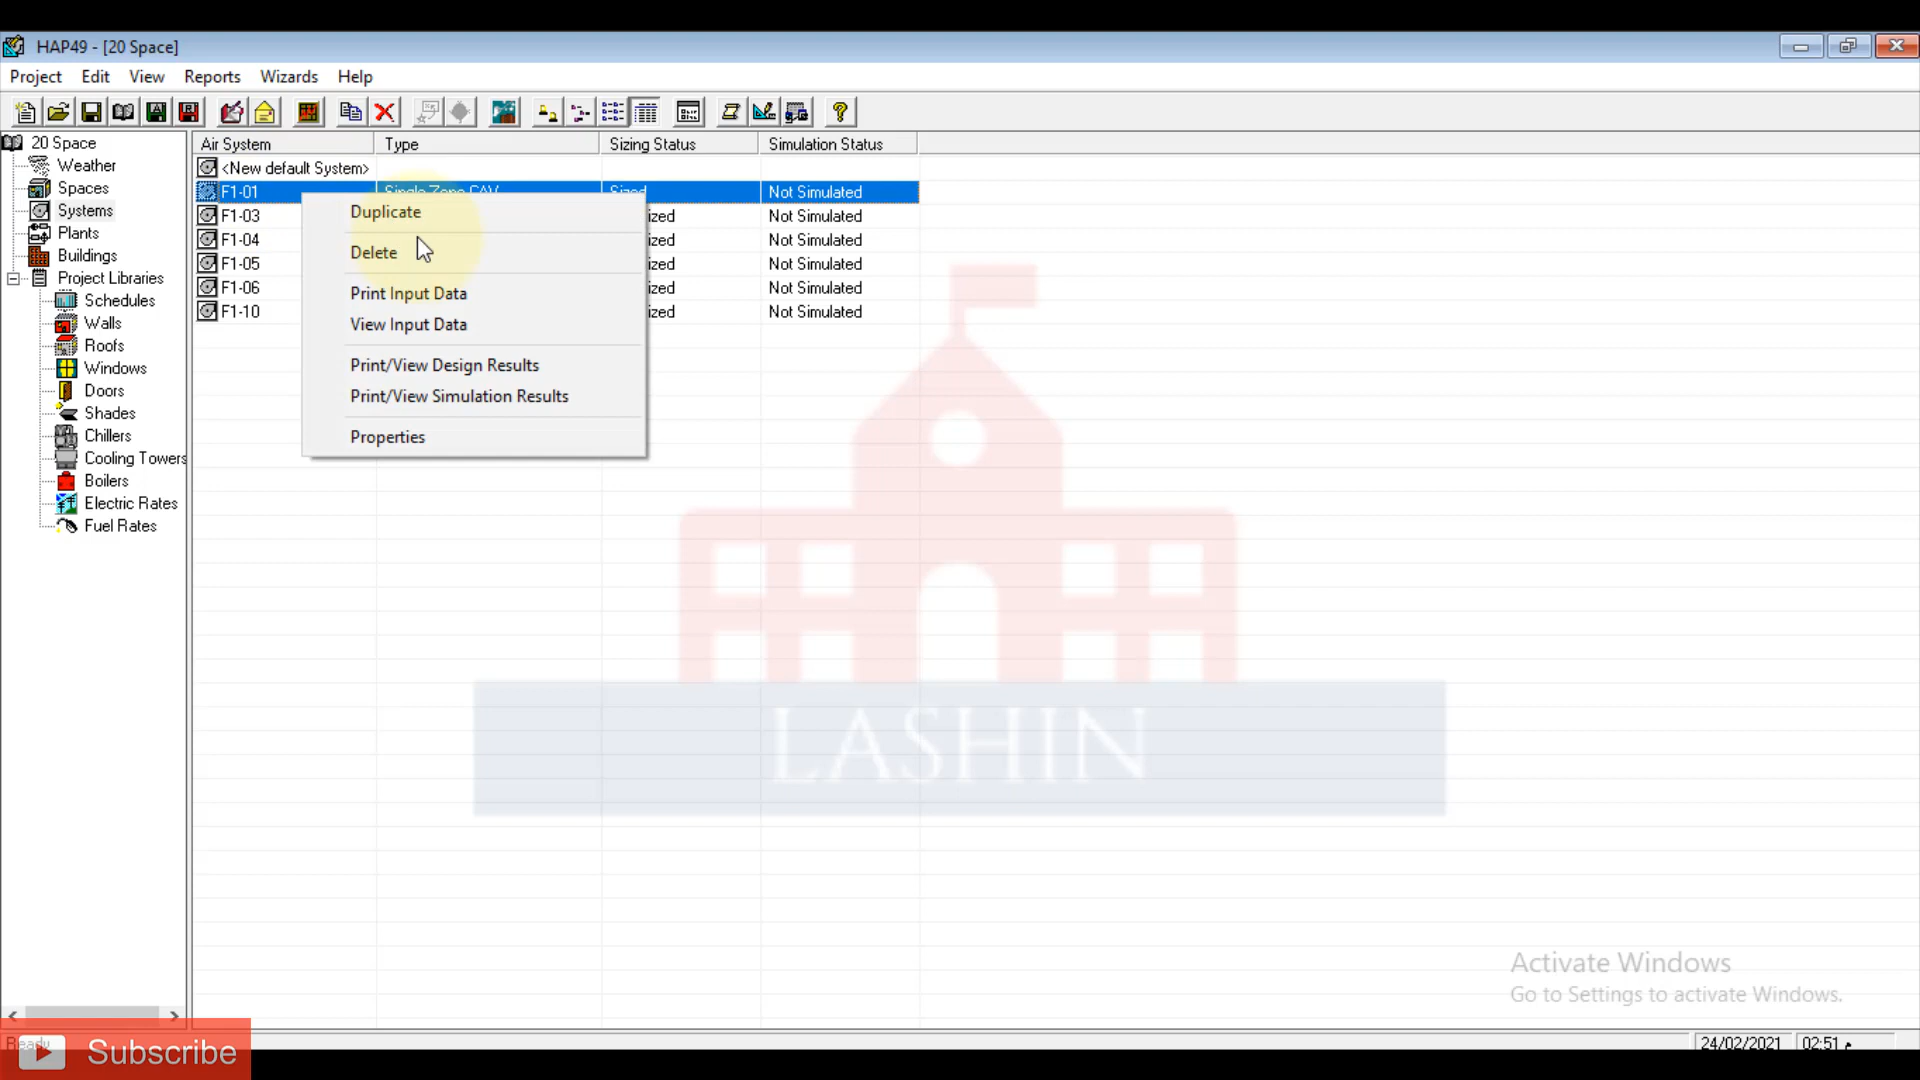 HAP49 - [20 Space]
Project Edit View Reports Wizards Help
20 Space
Weather
Spaces
Systems
Plants
Buildings
Project Libraries
Schedules
Walls
Roofs
Windows
Doors
Shades
Chillers
Cooling Towers
Boilers
Electric Rates
Fuel Rates
Air System Type Sizing Status Simulation Status
<New default System>
F1-01 Single Zone CAV Sized Not Simulated
F1-03 ized Not Simulated
F1-04 ized Not Simulated
F1-05 ized Not Simulated
F1-06 ized Not Simulated
F1-10 ized Not Simulated
Duplicate
Delete
Print Input Data
View Input Data
Print/View Design Results
Print/View Simulation Results
Properties
LASHIN
Activate Windows
Go to Settings to activate Windows.
Ready
Subscribe
24/02/2021 02:51 م